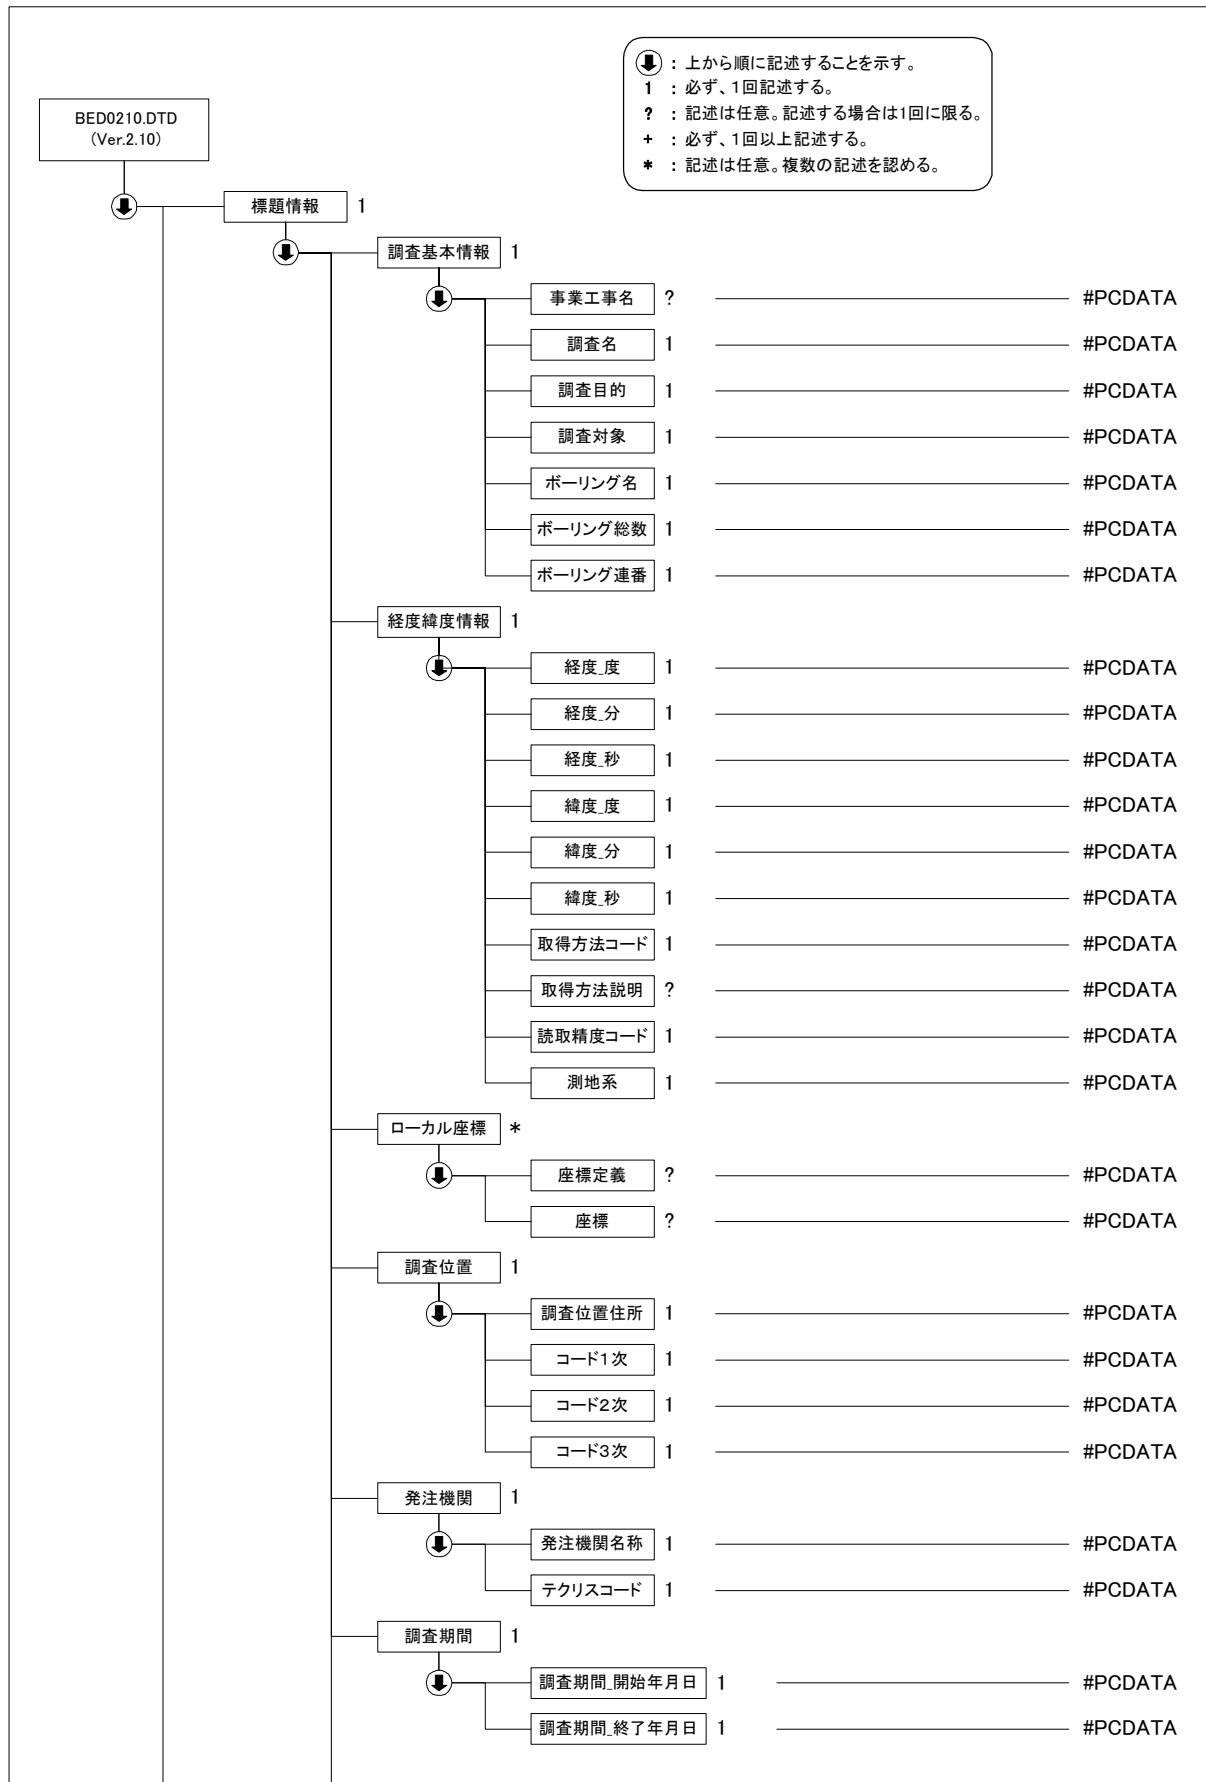 : 上から順に記述することを示す。
1 : 必ず、1回記述する。
? : 記述は任意。記述する場合は1回に限る。
+ : 必ず、1回以上記述する。
* : 記述は任意。複数の記述を認める。
BED0210.DTD
(Ver.2.10)
標題情報 1
調査基本情報 1
事業工事名 ? #PCDATA
調査名 1 #PCDATA
調査目的 1 #PCDATA
調査対象 1 #PCDATA
ボーリング名 1 #PCDATA
ボーリング総数 1 #PCDATA
ボーリング連番 1 #PCDATA
経度緯度情報 1
経度_度 1 #PCDATA
経度_分 1 #PCDATA
経度_秒 1 #PCDATA
緯度_度 1 #PCDATA
緯度_分 1 #PCDATA
緯度_秒 1 #PCDATA
取得方法コード 1 #PCDATA
取得方法説明 ? #PCDATA
読取精度コード 1 #PCDATA
測地系 1 #PCDATA
ローカル座標 *
座標定義 ? #PCDATA
座標 ? #PCDATA
調査位置 1
調査位置住所 1 #PCDATA
コード1次 1 #PCDATA
コード2次 1 #PCDATA
コード3次 1 #PCDATA
発注機関 1
発注機関名称 1 #PCDATA
テクリスコード 1 #PCDATA
調査期間 1
調査期間_開始年月日 1 #PCDATA
調査期間_終了年月日 1 #PCDATA